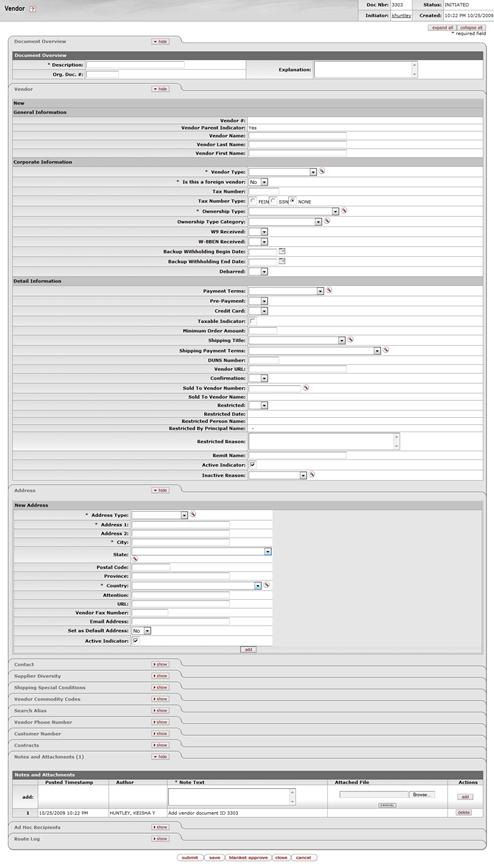 Vendor ?
Doc Nbr: 3303 Status: INITIATED
Initiator: khuntley Created: 10:22 PM 10/25/2009
expand all collapse all
* required field
Document Overview hide
Document Overview
* Description: Explanation:
Org. Doc. #:
Vendor hide
New
General Information
Vendor #:
Vendor Parent Indicator: Yes
Vendor Name:
Vendor Last Name:
Vendor First Name:
Corporate Information
* Vendor Type:
* Is this a foreign vendor: No
Tax Number:
Tax Number Type: FEIN SSN NONE
* Ownership Type:
Ownership Type Category:
W9 Received:
W-8BEN Received:
Backup Withholding Begin Date:
Backup Withholding End Date:
Debarred:
Detail Information
Payment Terms:
Pre-Payment:
Credit Card:
Taxable Indicator:
Minimum Order Amount:
Shipping Title:
Shipping Payment Terms:
DUNS Number:
Vendor URL:
Confirmation:
Sold To Vendor Number:
Sold To Vendor Name:
Restricted:
Restricted Date:
Restricted Person Name:
Restricted By Principal Name: -
Restricted Reason:
Remit Name:
Active Indicator:
Inactive Reason:
Address hide
New Address
* Address Type:
* Address 1:
Address 2:
* City:
State:
Postal Code:
Province:
* Country:
Attention:
URL:
Vendor Fax Number:
Email Address:
Set as Default Address: No
Active Indicator:
add
Contact show
Supplier Diversity show
Shipping Special Conditions show
Vendor Commodity Codes show
Search Alias show
Vendor Phone Number show
Customer Number show
Contracts show
Notes and Attachments (1) hide
Notes and Attachments
Posted Timestamp Author * Note Text Attached File Actions
add: Browse... add
cancel
1 10/25/2009 10:22 PM HUNTLEY, KEISHA Y Add vendor document ID 3303 delete
Ad Hoc Recipients show
Route Log show
submit save blanket approve close cancel